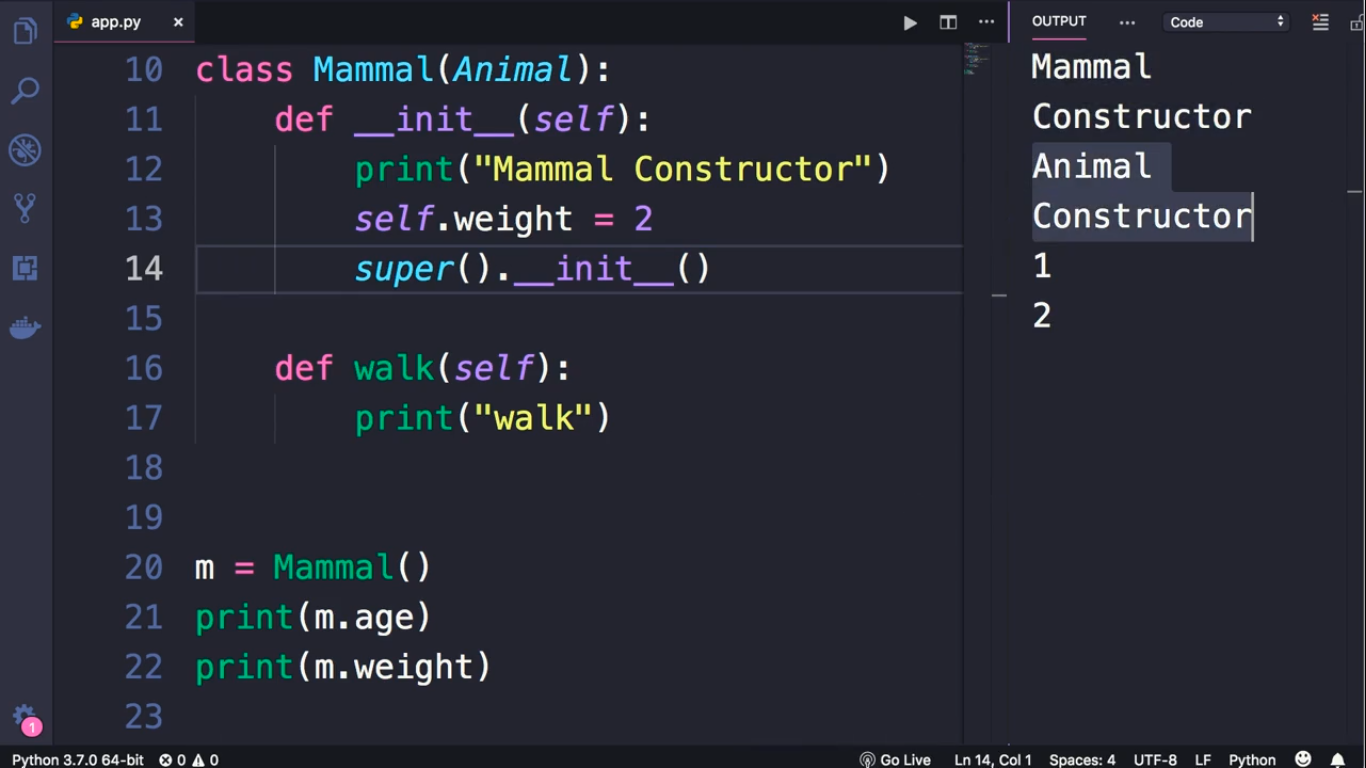 app.py
10 class Mammal(Animal):
11     def __init__(self):
12         print("Mammal Constructor")
13         self.weight = 2
14         super().__init__()
15
16     def walk(self):
17         print("walk")
18
19
20 m = Mammal()
21 print(m.age)
22 print(m.weight)
23
OUTPUT
Code
Mammal
Constructor
Animal
Constructor
1
2
1
Python 3.7.0 64-bit 0 0 Go Live Ln 14, Col 1 Spaces: 4 UTF-8 LF Python